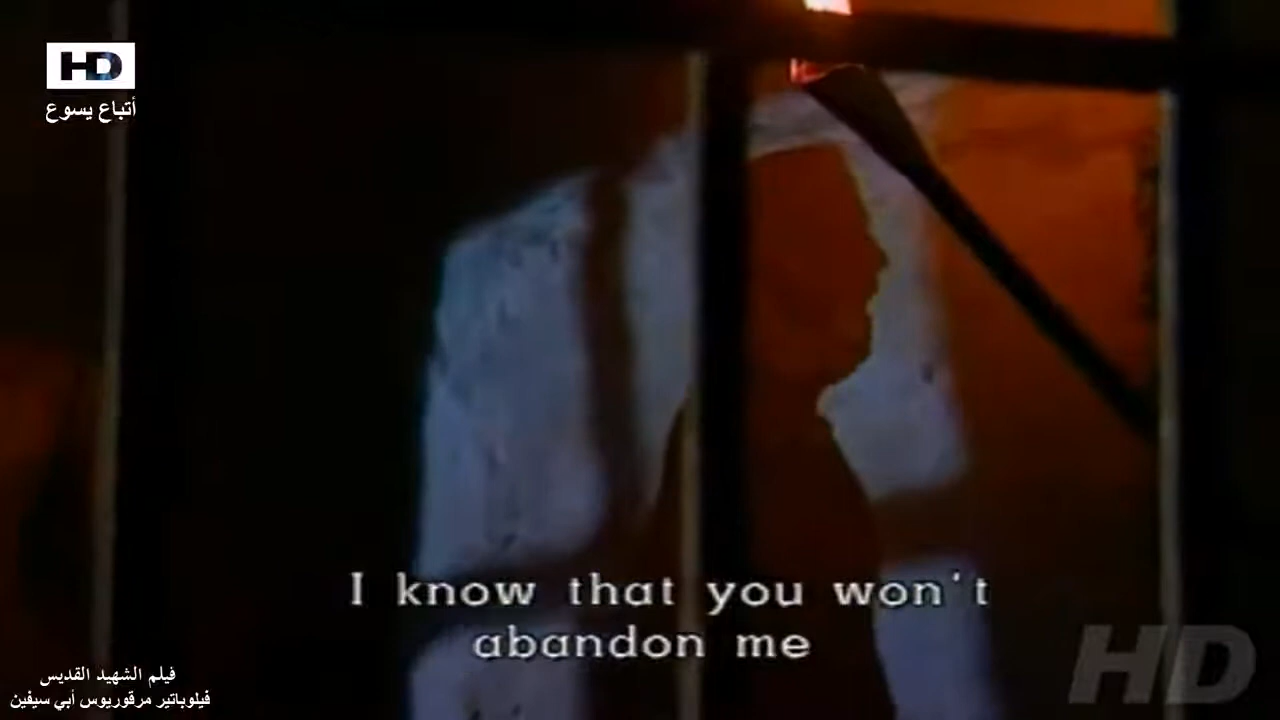 HD
أتباع يسوع
I know that you won't
abandon me
فيلم الشهيد القديس
فيلوباتير مرقوريوس أبي سيفين
HD